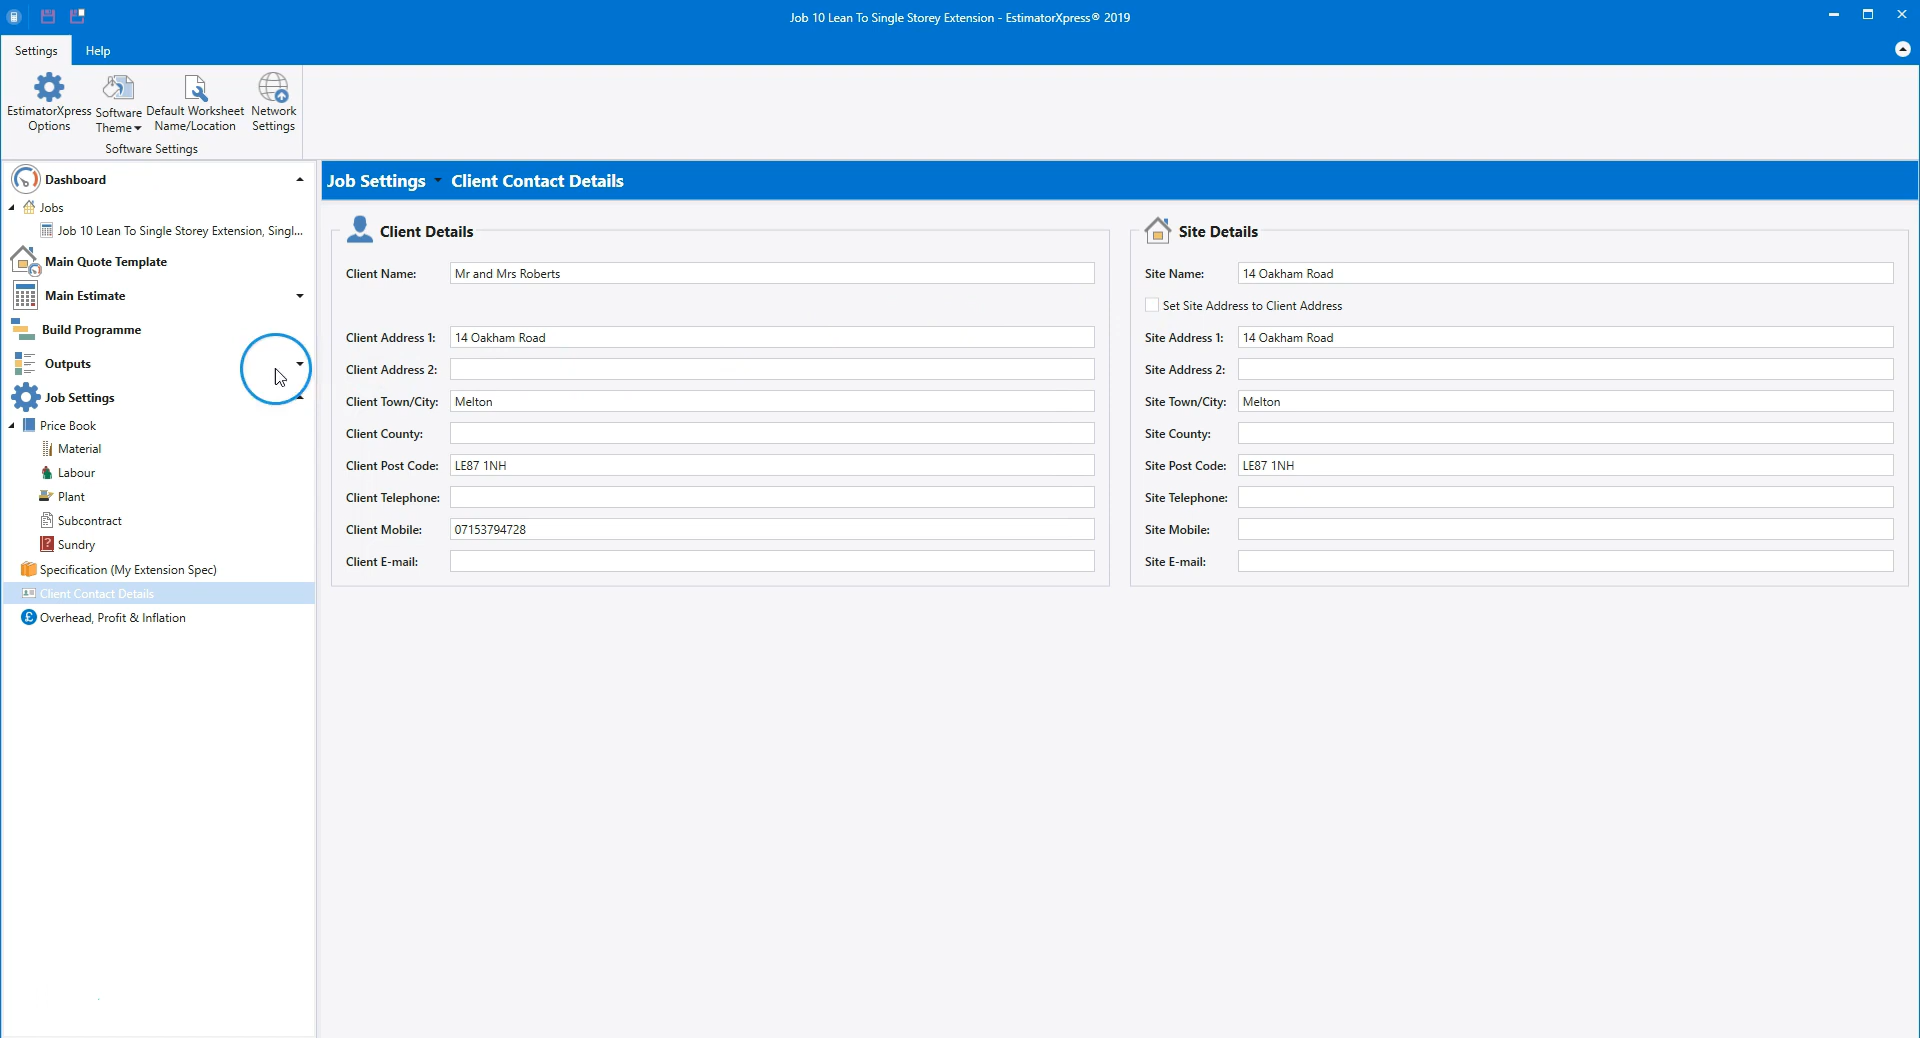 Job 10 Lean To Single Storey Extension - EstimatorXpress® 2019
Settings Help
EstimatorXpress Options
Software Theme
Default Worksheet Name/Location
Network Settings
Software Settings
Dashboard
Jobs
Job 10 Lean To Single Storey Extension, Singl...
Main Quote Template
Main Estimate
Build Programme
Outputs
Job Settings
Price Book
Material
Labour
Plant
Subcontract
Sundry
Specification (My Extension Spec)
Client Contact Details
Overhead, Profit & Inflation
Job Settings Client Contact Details
Client Details
Client Name: Mr and Mrs Roberts
Client Address 1: 14 Oakham Road
Client Address 2:
Client Town/City: Melton
Client County:
Client Post Code: LE87 1NH
Client Telephone:
Client Mobile: 07153794728
Client E-mail:
Site Details
Site Name: 14 Oakham Road
Set Site Address to Client Address
Site Address 1: 14 Oakham Road
Site Address 2:
Site Town/City: Melton
Site County:
Site Post Code: LE87 1NH
Site Telephone:
Site Mobile:
Site E-mail: